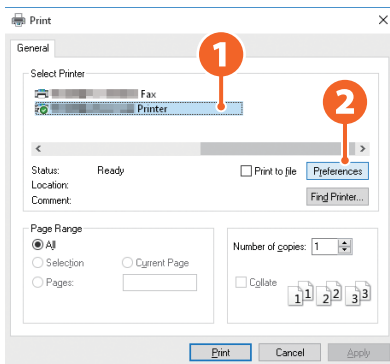 Print
General
Select Printer
Fax
Printer
1
2
Status: Ready
Print to file
Preferences
Location:
Comment:
Find Printer...
Page Range
All
Selection
Current Page
Pages:
Number of copies: 1
Collate
1 1 2 2 3 3
Print
Cancel
Apply